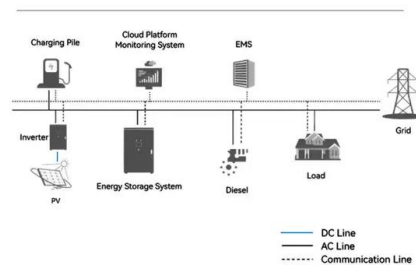 Charging Pile
Cloud Platform
Monitoring System
EMS
Grid
Inverter
PV
Energy Storage System
Diesel
Load
DC Line
AC Line
Communication Line